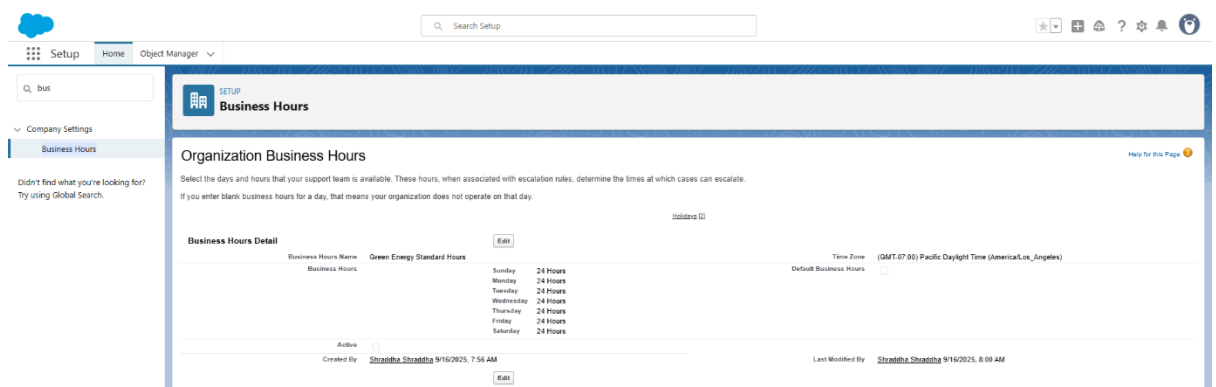 Search Setup
Setup Home Object Manager
bus
Company Settings
Business Hours
Didn't find what you're looking for?
Try using Global Search.
SETUP
Business Hours
Organization Business Hours
Help for this Page
Select the days and hours that your support team is available. These hours, when associated with escalation rules, determine the times at which cases can escalate.
If you enter blank business hours for a day, that means your organization does not operate on that day.
Holidays [2]
Business Hours Detail Edit
Business Hours Name Green Energy Standard Hours Time Zone (GMT-07:00) Pacific Daylight Time (America/Los_Angeles)
Business Hours Sunday 24 Hours Default Business Hours
Monday 24 Hours
Tuesday 24 Hours
Wednesday 24 Hours
Thursday 24 Hours
Friday 24 Hours
Saturday 24 Hours
Active
Created By Shraddha Shraddha 9/16/2025, 7:56 AM Last Modified By Shraddha Shraddha 9/16/2025, 8:00 AM
Edit